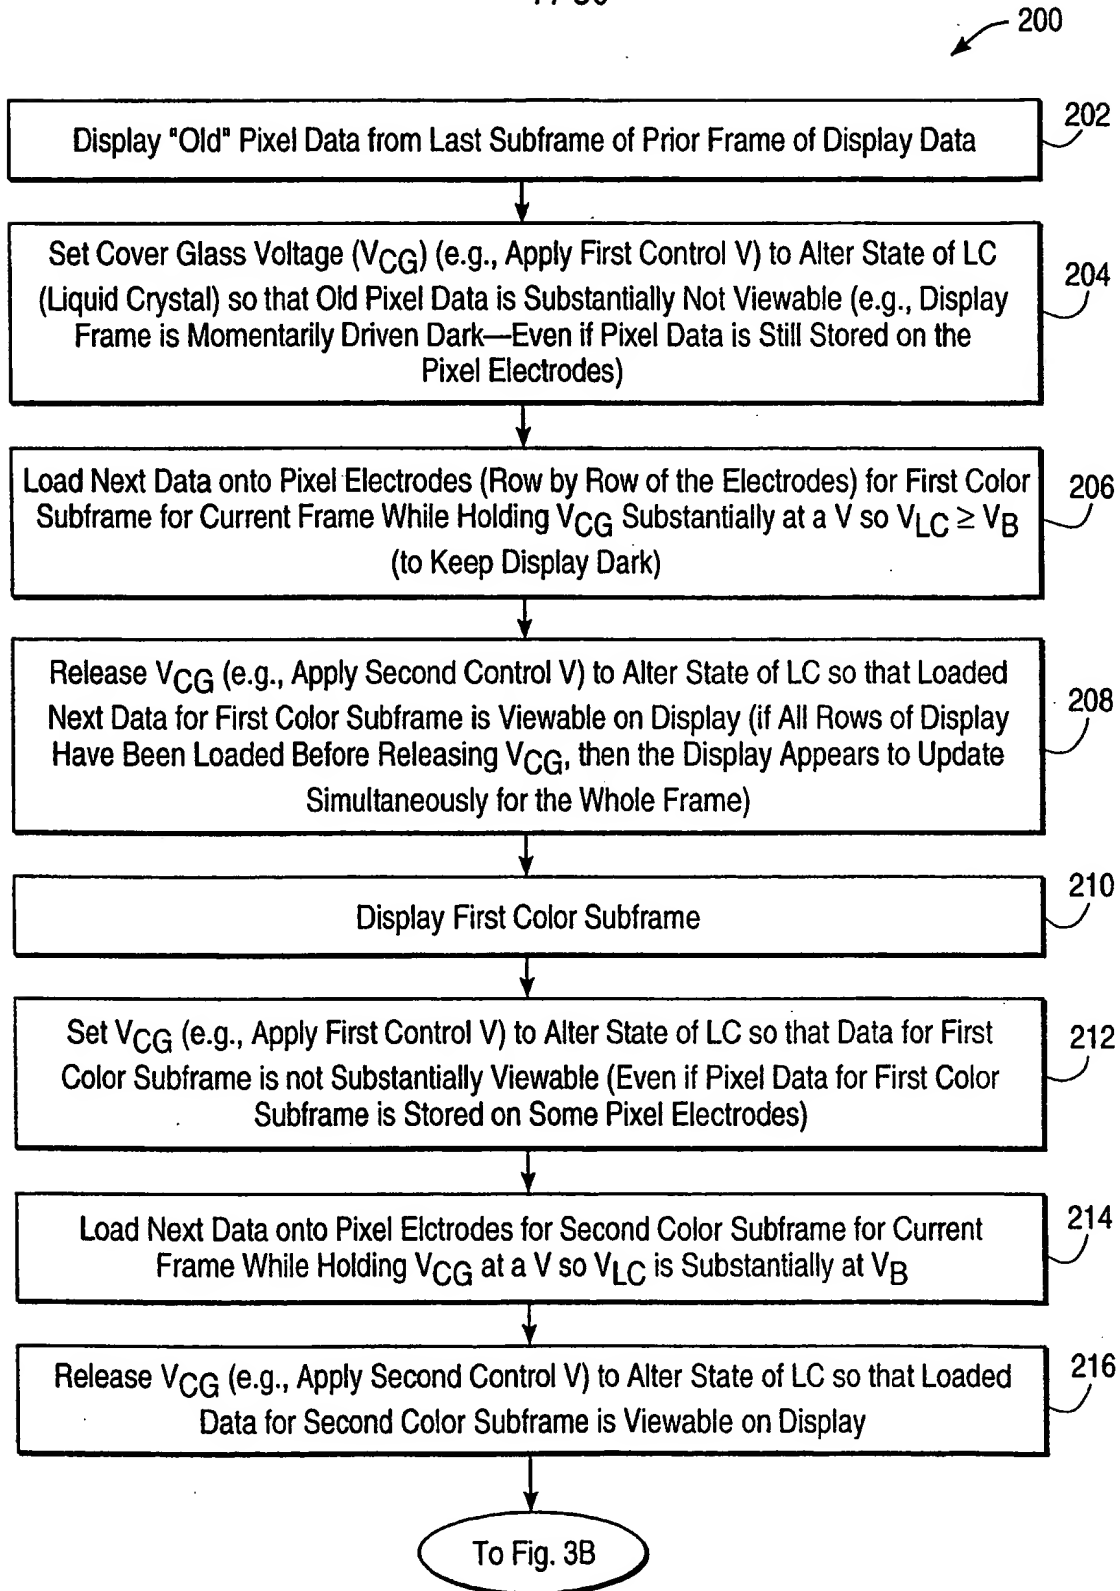 200
202
Display "Old" Pixel Data from Last Subframe of Prior Frame of Display Data
Set Cover Glass Voltage (VCG) (e.g., Apply First Control V) to Alter State of LC
(Liquid Crystal) so that Old Pixel Data is Substantially Not Viewable (e.g., Display
Frame is Momentarily Driven Dark—Even if Pixel Data is Still Stored on the
Pixel Electrodes)
204
Load Next Data onto Pixel Electrodes (Row by Row of the Electrodes) for First Color
Subframe for Current Frame While Holding VCG Substantially at a V so VLC ≥ VB
(to Keep Display Dark)
206
Release VCG (e.g., Apply Second Control V) to Alter State of LC so that Loaded
Next Data for First Color Subframe is Viewable on Display (if All Rows of Display
Have Been Loaded Before Releasing VCG, then the Display Appears to Update
Simultaneously for the Whole Frame)
208
Display First Color Subframe
210
Set VCG (e.g., Apply First Control V) to Alter State of LC so that Data for First
Color Subframe is not Substantially Viewable (Even if Pixel Data for First Color
Subframe is Stored on Some Pixel Electrodes)
212
Load Next Data onto Pixel Elctrodes for Second Color Subframe for Current
Frame While Holding VCG at a V so VLC is Substantially at VB
214
Release VCG (e.g., Apply Second Control V) to Alter State of LC so that Loaded
Data for Second Color Subframe is Viewable on Display
216
To Fig. 3B